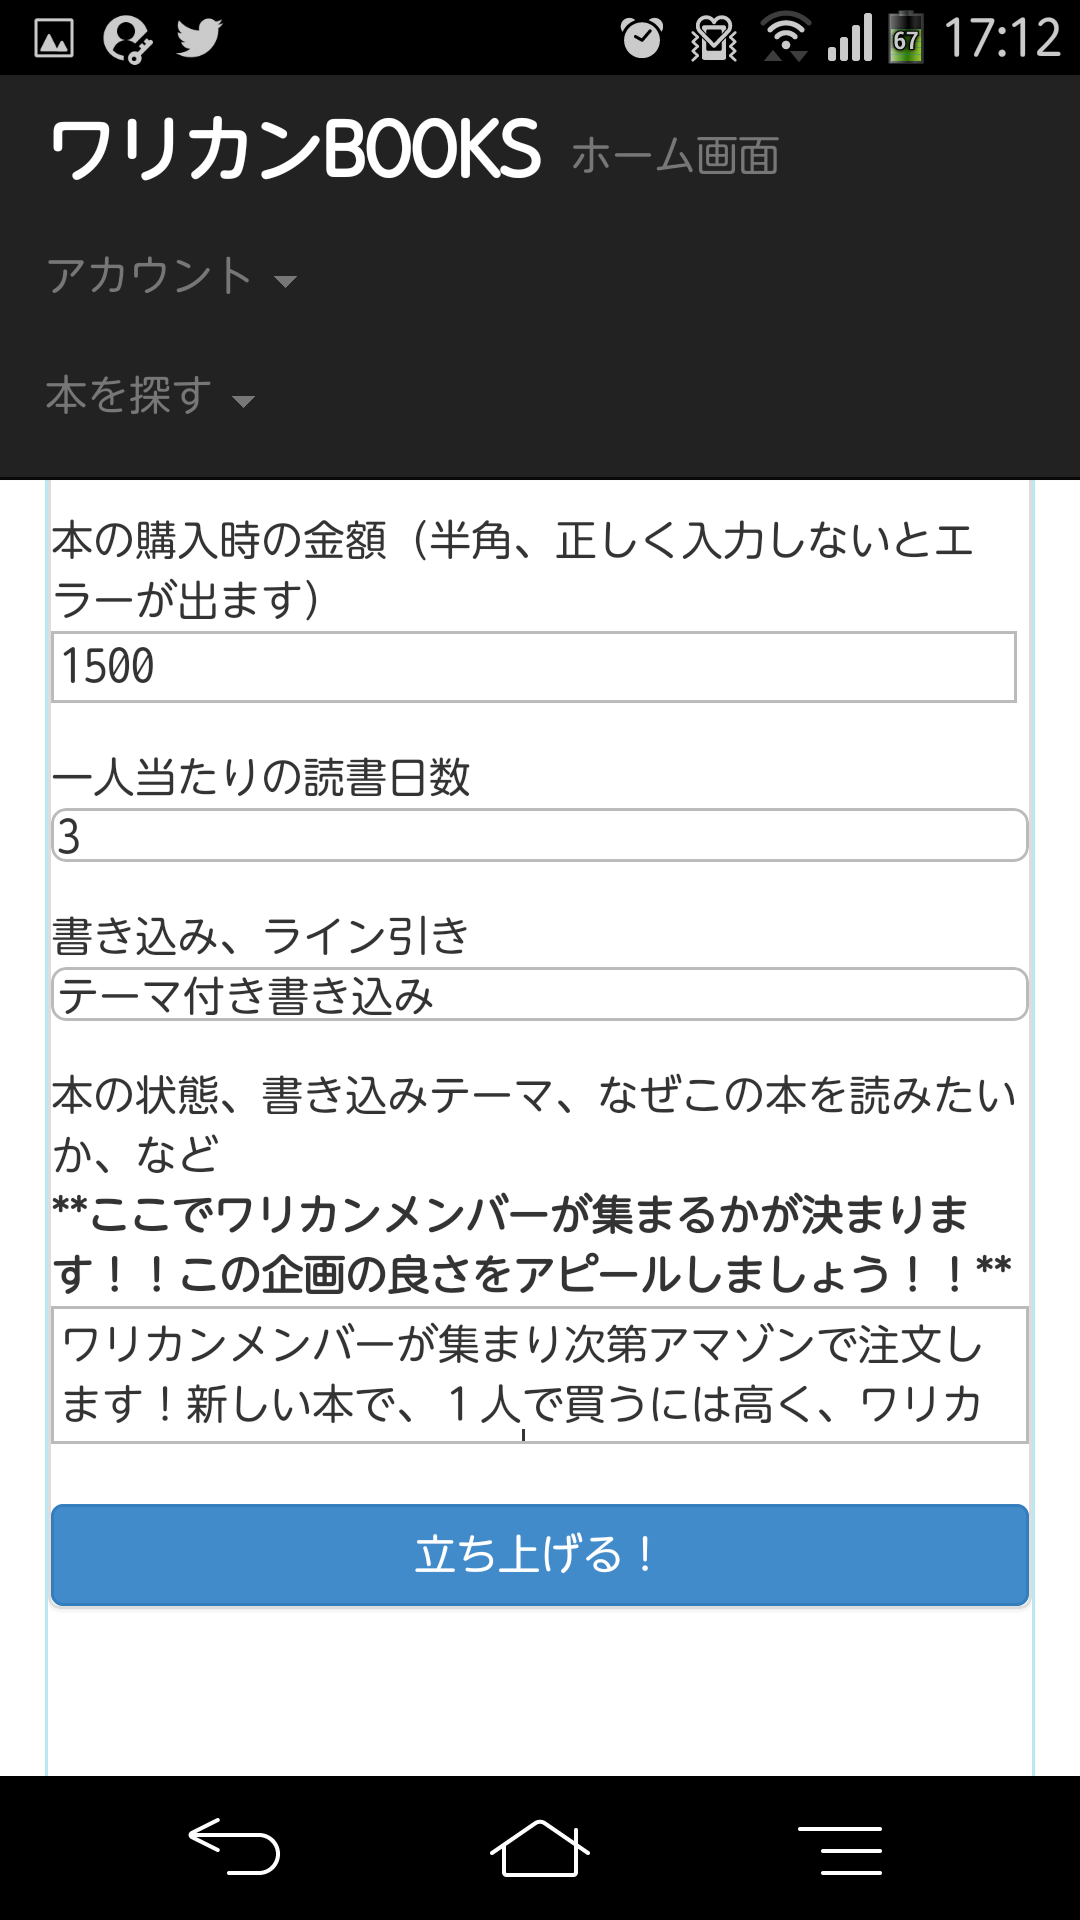 67 17:12
ワリカンBOOKS ホーム画面
アカウント
本を探す
本の購入時の金額（半角、正しく入力しないとエ
ラーが出ます）
1500
一人当たりの読書日数
3
書き込み、ライン引き
テーマ付き書き込み
本の状態、書き込みテーマ、なぜこの本を読みたい
か、など
**ここでワリカンメンバーが集まるかが決まりま
す！！この企画の良さをアピールしましょう！！**
ワリカンメンバーが集まり次第アマゾンで注文し
ます！新しい本で、１人で買うには高く、ワリカ
立ち上げる！